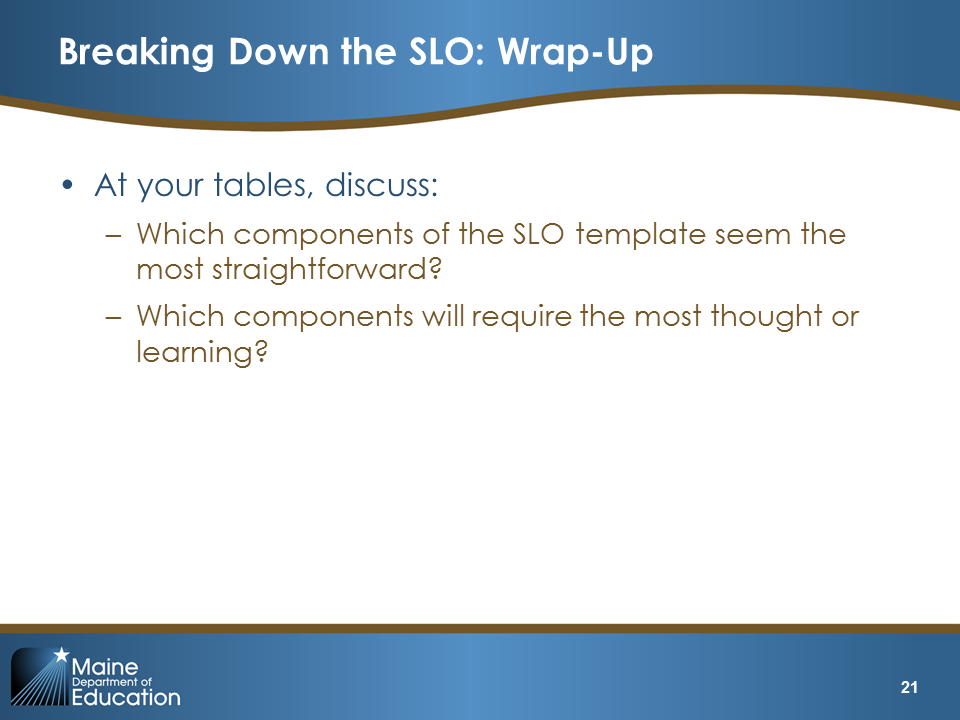 Breaking Down the SLO: Wrap-Up
• At your tables, discuss:
– Which components of the SLO template seem the
most straightforward?
– Which components will require the most thought or
learning?
Maine
Department of
Education
21